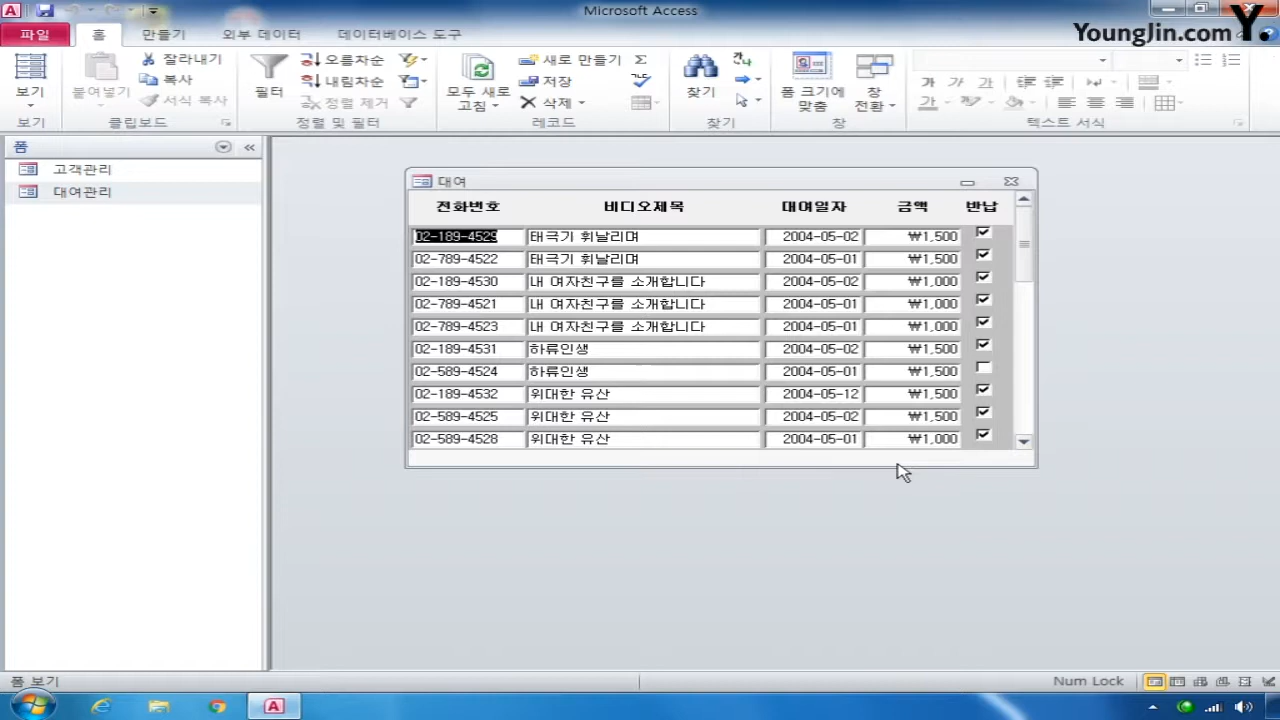 Microsoft Access
YoungJin.com Y.
파일 홈 만들기 외부 데이터 데이터베이스 도구
보기 붙여넣기 잘라내기 복사 서식 복사
필터 오름차순 내림차순 정렬 제거
모두 새로 고침 새로 만들기 저장 삭제
찾기 폼 크기에 맞춤 창 전환
가 가 가 가
보기 클립보드 정렬 및 필터 레코드 찾기 창 텍스트 서식
폼
고객관리
대여관리
대여
전화번호 비디오제목 대여일자 금액 반납
02-189-4529 태극기 휘날리며 2004-05-02 ₩1,500
02-789-4522 태극기 휘날리며 2004-05-01 ₩1,500
02-189-4530 내 여자친구를 소개합니다 2004-05-02 ₩1,000
02-789-4521 내 여자친구를 소개합니다 2004-05-01 ₩1,000
02-789-4523 내 여자친구를 소개합니다 2004-05-01 ₩1,000
02-189-4531 하류인생 2004-05-02 ₩1,500
02-589-4524 하류인생 2004-05-01 ₩1,500
02-189-4532 위대한 유산 2004-05-12 ₩1,500
02-589-4525 위대한 유산 2004-05-02 ₩1,500
02-589-4528 위대한 유산 2004-05-01 ₩1,000
폼 보기 Num Lock